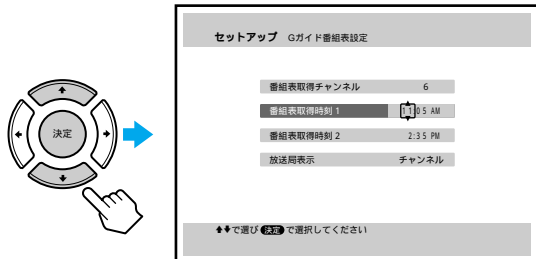 セットアップ Gガイド番組表設定
番組表取得チャンネル 6
番組表取得時刻 1 11:05 AM
決定
番組表取得時刻 2 2:35 PM
放送局表示 チャンネル
で選び 決定 で選択してください